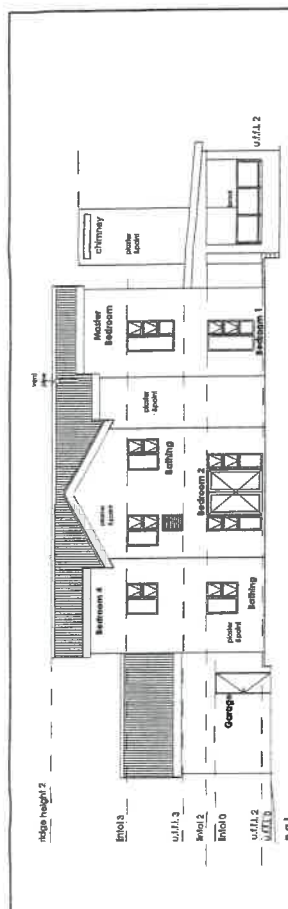 ridge height 2
lintol 3
u.f.f.l. 3
lintol 2
lintol 0
u.f.f.l. 2
u.f.f.l. 0
n.g.l
Garage
Bedroom 4
Bathing
plaster
&paint
plaster
&paint
Bathing
Bedroom 2
vent
pipe
plaster
&paint
Master
Bedroom
Bedroom 1
chimney
plaster
&paint
u.f.f.l. 2